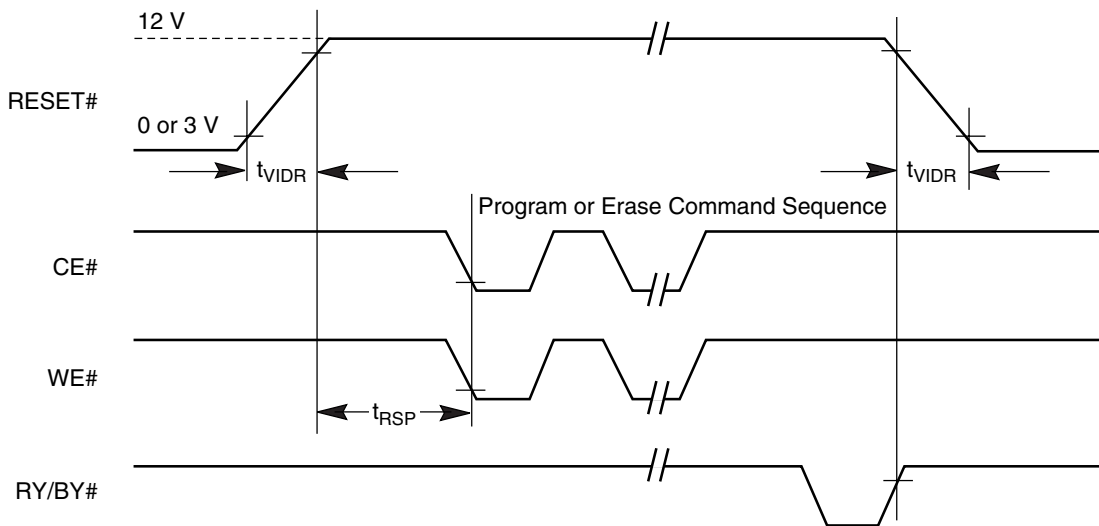 12 V
RESET#
0 or 3 V
tVIDR
tVIDR
Program or Erase Command Sequence
CE#
WE#
tRSP
RY/BY#